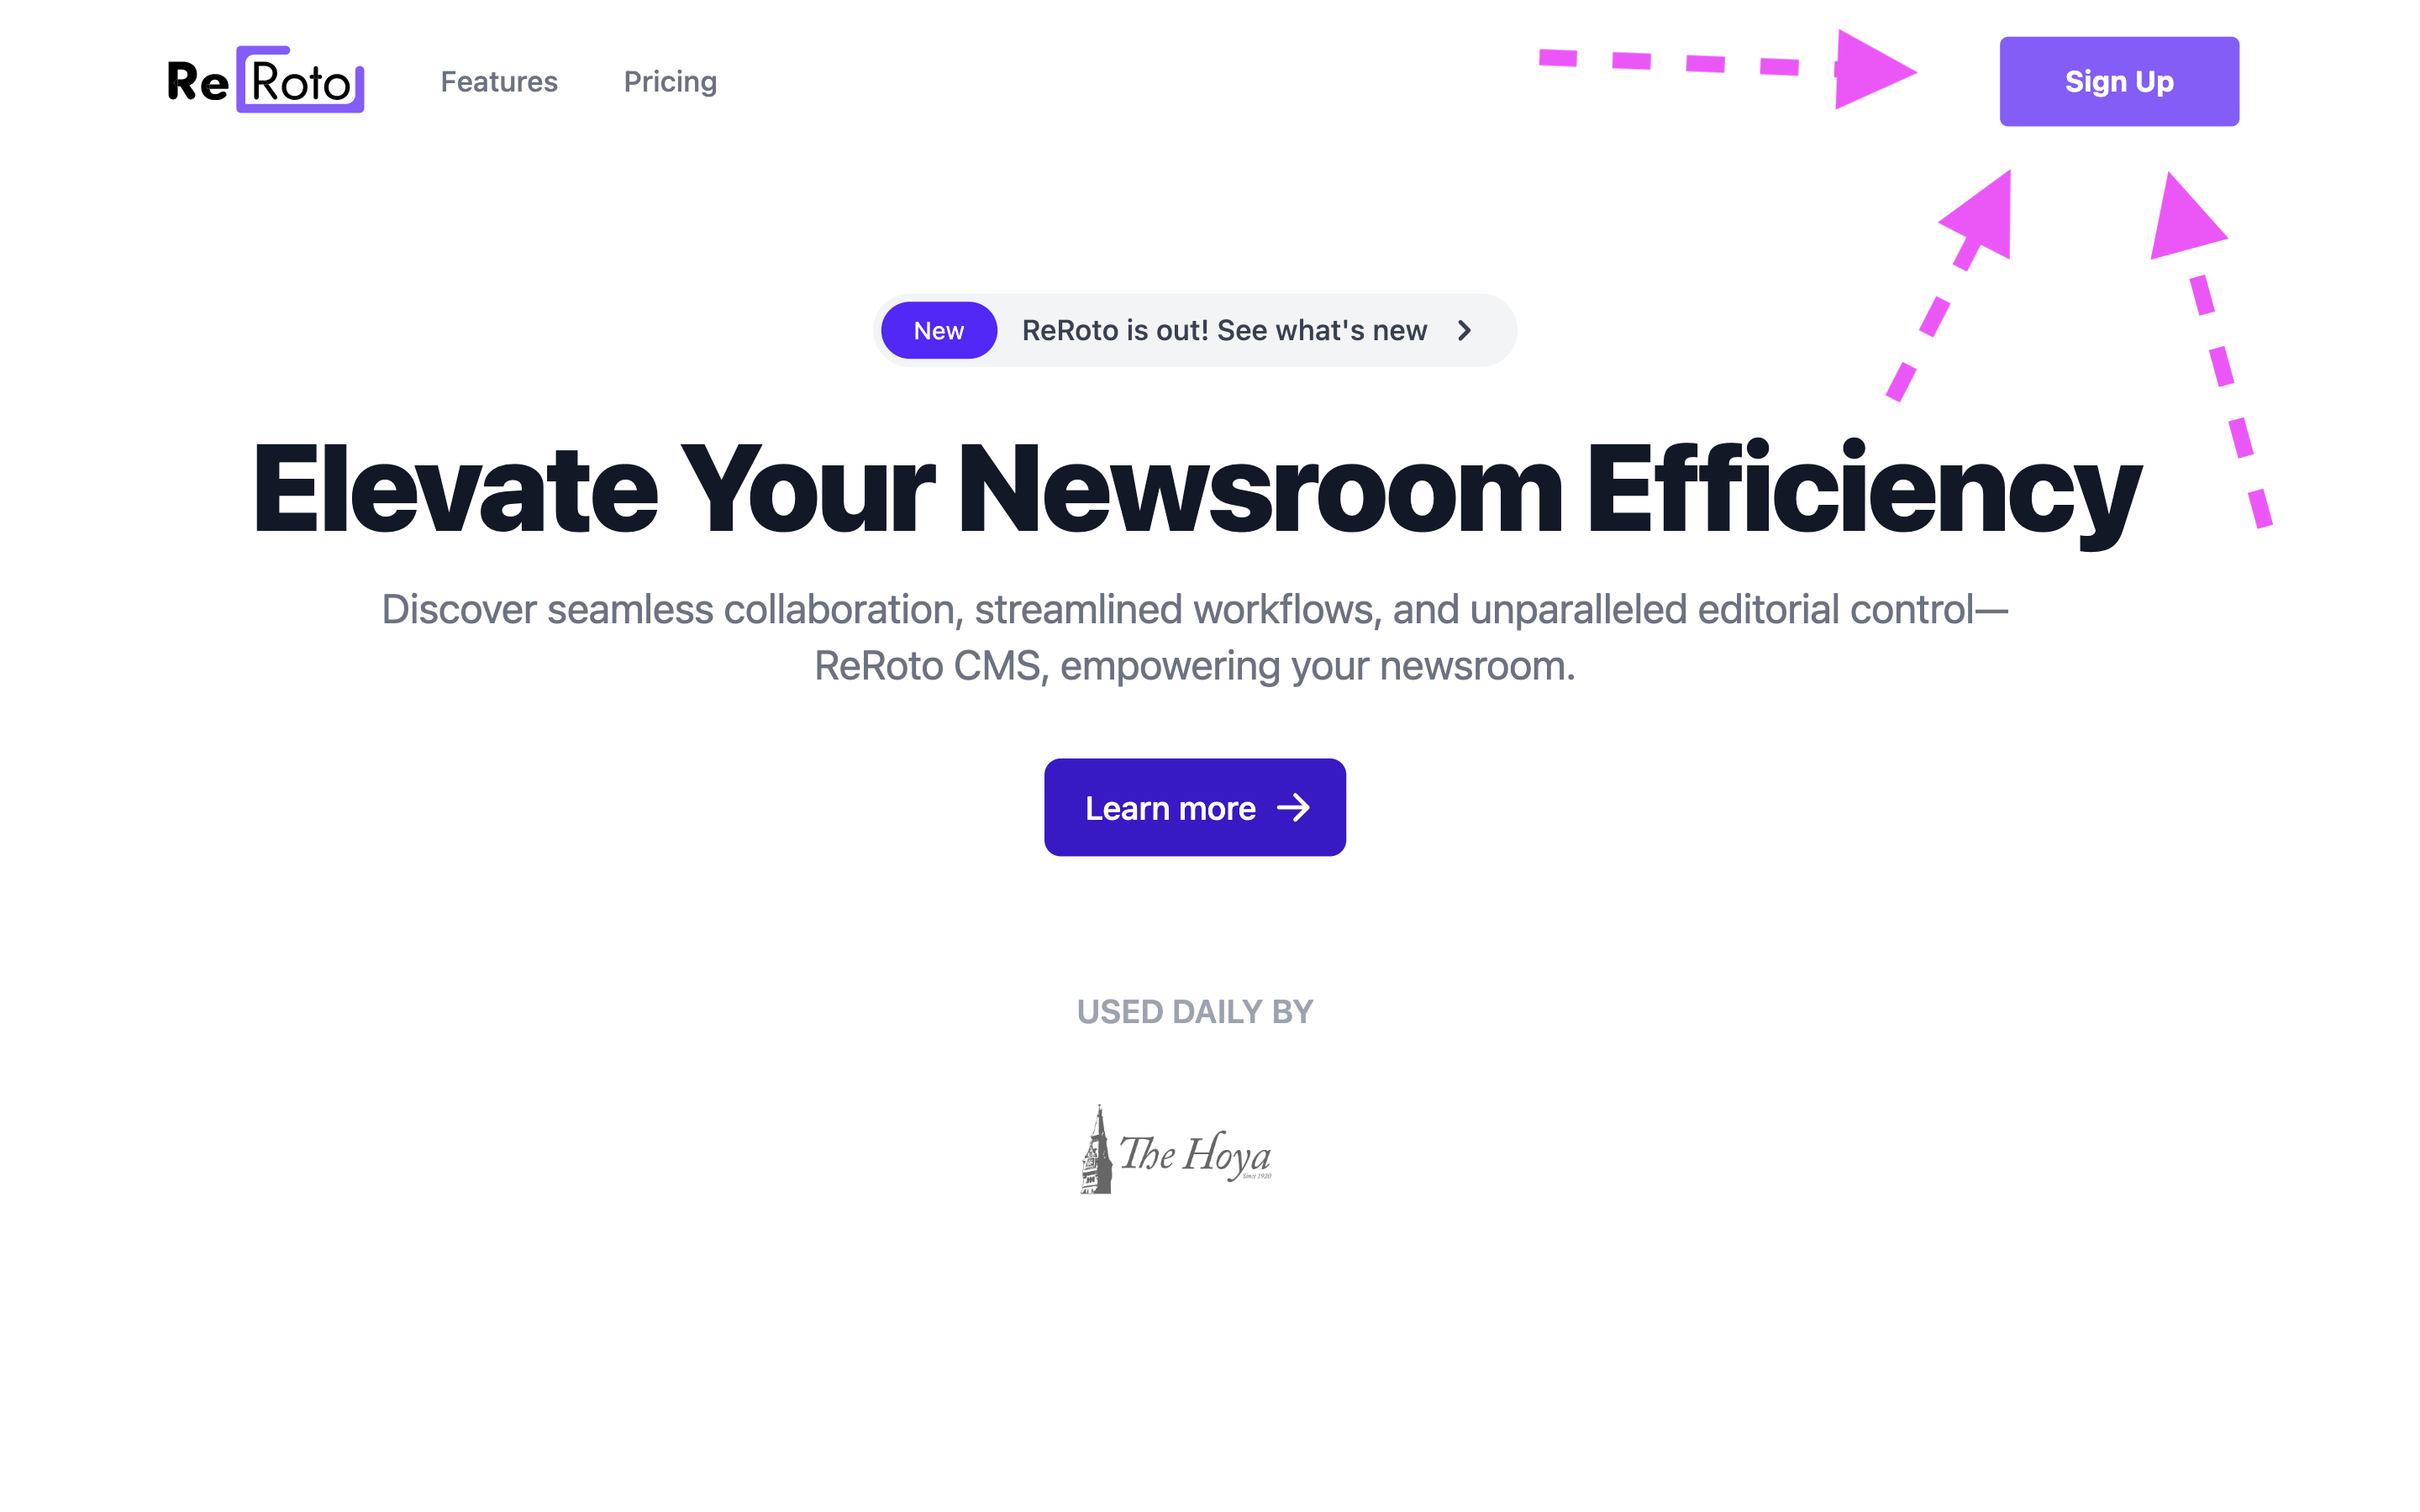 ReRoto
Features
Pricing
Sign Up
New
ReRoto is out! See what's new
Elevate Your Newsroom Efficiency
Discover seamless collaboration, streamlined workflows, and unparalleled editorial control—
ReRoto CMS, empowering your newsroom.
Learn more
USED DAILY BY
The Hoya
Since 1920